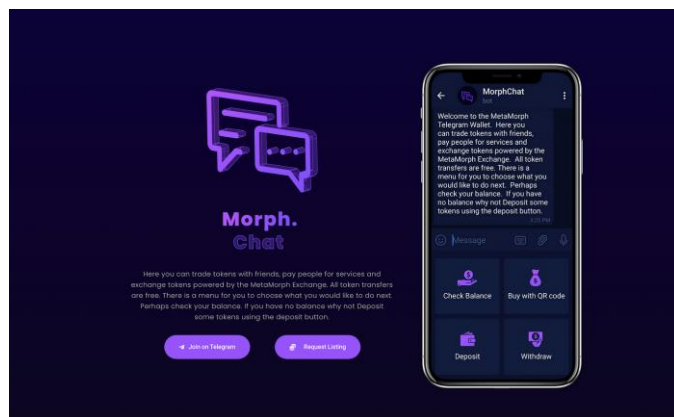 Morph.
Chat
Here you can trade tokens with friends, pay people for services and
exchange tokens powered by the MetaMorph Exchange. All token transfers
are free. There is a menu for you to choose what you would like to do next.
Perhaps check your balance. If you have no balance why not Deposit
some tokens using the deposit button.
Join on Telegram
Request Listing
MorphChat
bot
Welcome to the MetaMorph
Telegram Wallet. Here you
can trade tokens with friends,
pay people for services and
exchange tokens powered by the
MetaMorph Exchange. All token
transfers are free. There is a
menu for you to choose what you
would like to do next. Perhaps
check your balance. If you have
no balance why not Deposit some
tokens using the deposit button.
Message
Check Balance
Buy with QR code
Deposit
Withdraw